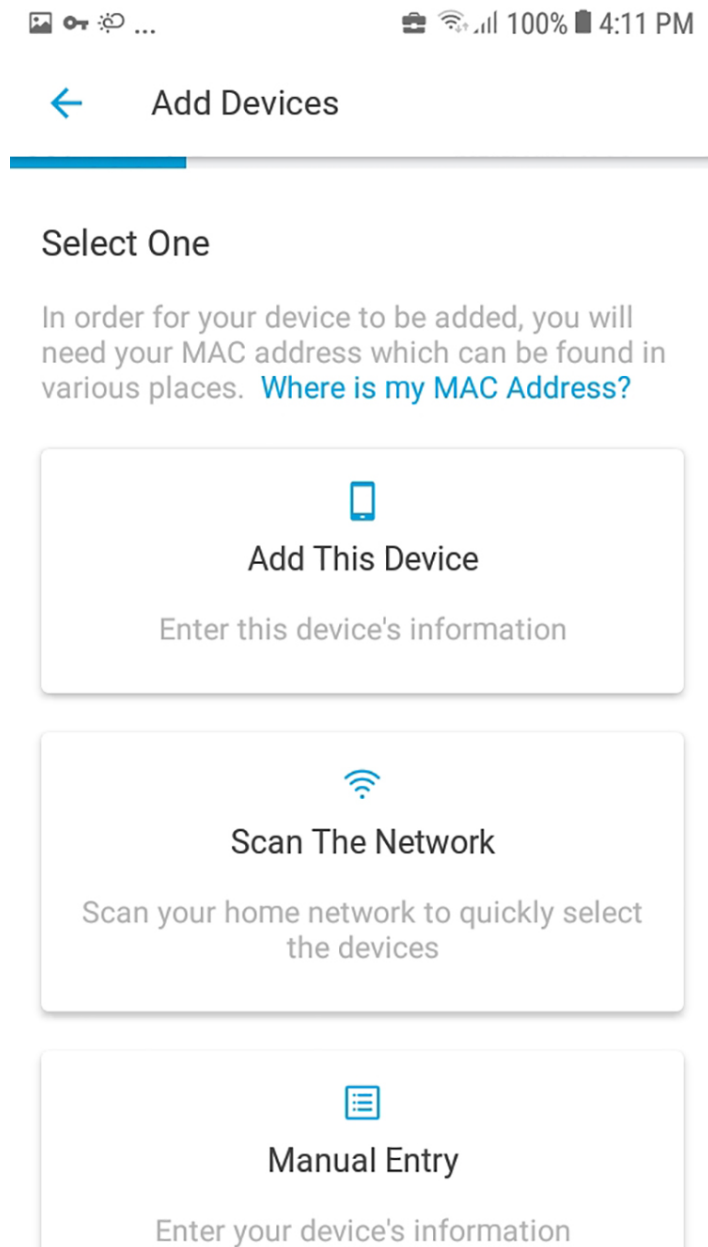 ... 100% 4:11 PM
Add Devices
Select One
In order for your device to be added, you will
need your MAC address which can be found in
various places. Where is my MAC Address?
Add This Device
Enter this device's information
Scan The Network
Scan your home network to quickly select
the devices
Manual Entry
Enter your device's information